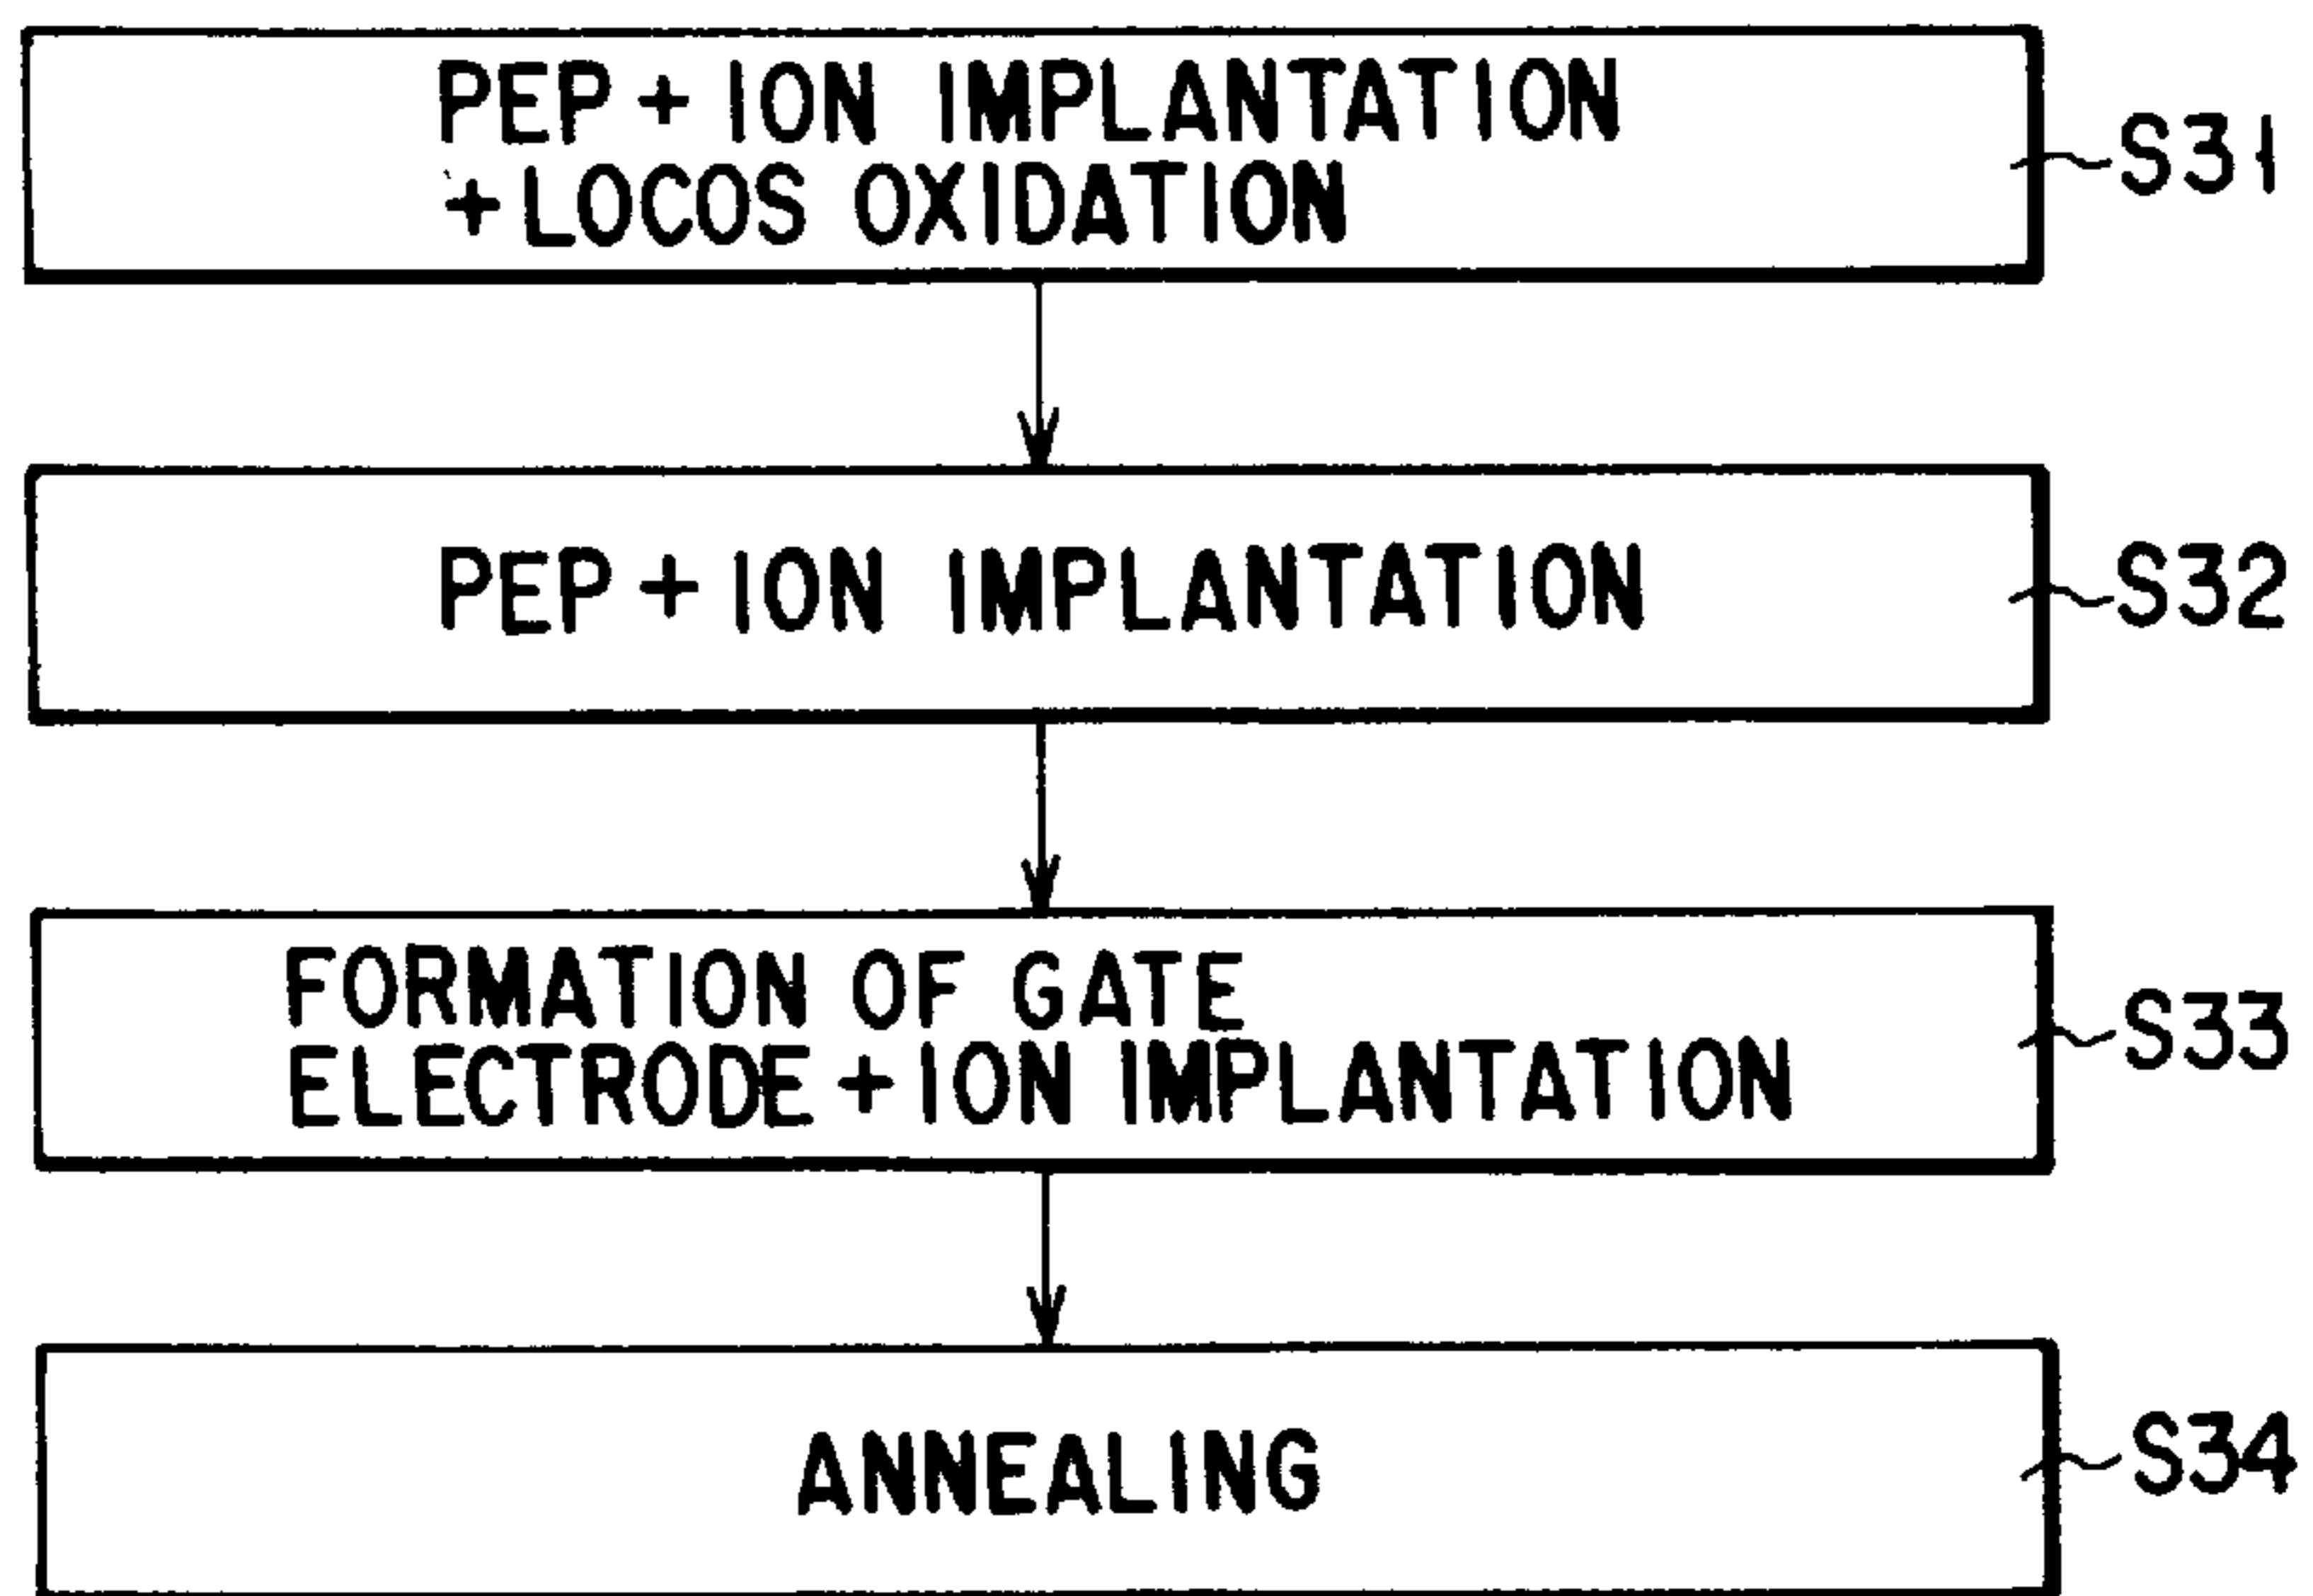 PEP + ION IMPLANTATION
+ LOCOS OXIDATION
S31
PEP + ION IMPLANTATION
S32
FORMATION OF GATE
ELECTRODE + ION IMPLANTATION
S33
ANNEALING
S34